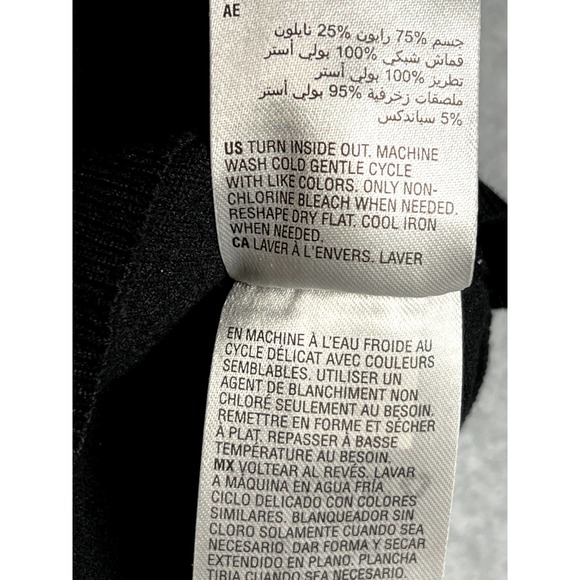 AE
جسم 75% رايون 25% نايلون
قماش شبكي 100% بولي أستر
تطريز 100% بولي أستر
ملصقات زخرفية 95% بولي أستر
5% سباندكس
US TURN INSIDE OUT. MACHINE
WASH COLD GENTLE CYCLE
WITH LIKE COLORS. ONLY NON-
CHLORINE BLEACH WHEN NEEDED.
RESHAPE DRY FLAT. COOL IRON
WHEN NEEDED.
CA LAVER À L'ENVERS. LAVER
EN MACHINE À L'EAU FROIDE AU
CYCLE DÉLICAT AVEC COULEURS
SEMBLABLES. UTILISER UN
AGENT DE BLANCHIMENT NON
CHLORÉ SEULEMENT AU BESOIN.
REMETTRE EN FORME ET SÉCHER
À PLAT. REPASSER À BASSE
TEMPÉRATURE AU BESOIN.
MX VOLTEAR AL REVÉS. LAVAR
A MÁQUINA EN AGUA FRÍA
CICLO DELICADO CON COLORES
SIMILARES. BLANQUEADOR SIN
CLORO SOLAMENTE CUANDO SEA
NECESARIO. DAR FORMA Y SECAR
EXTENDIDO EN PLANO. PLANCHA
TIBIA CUANDO SEA NECESARIO.